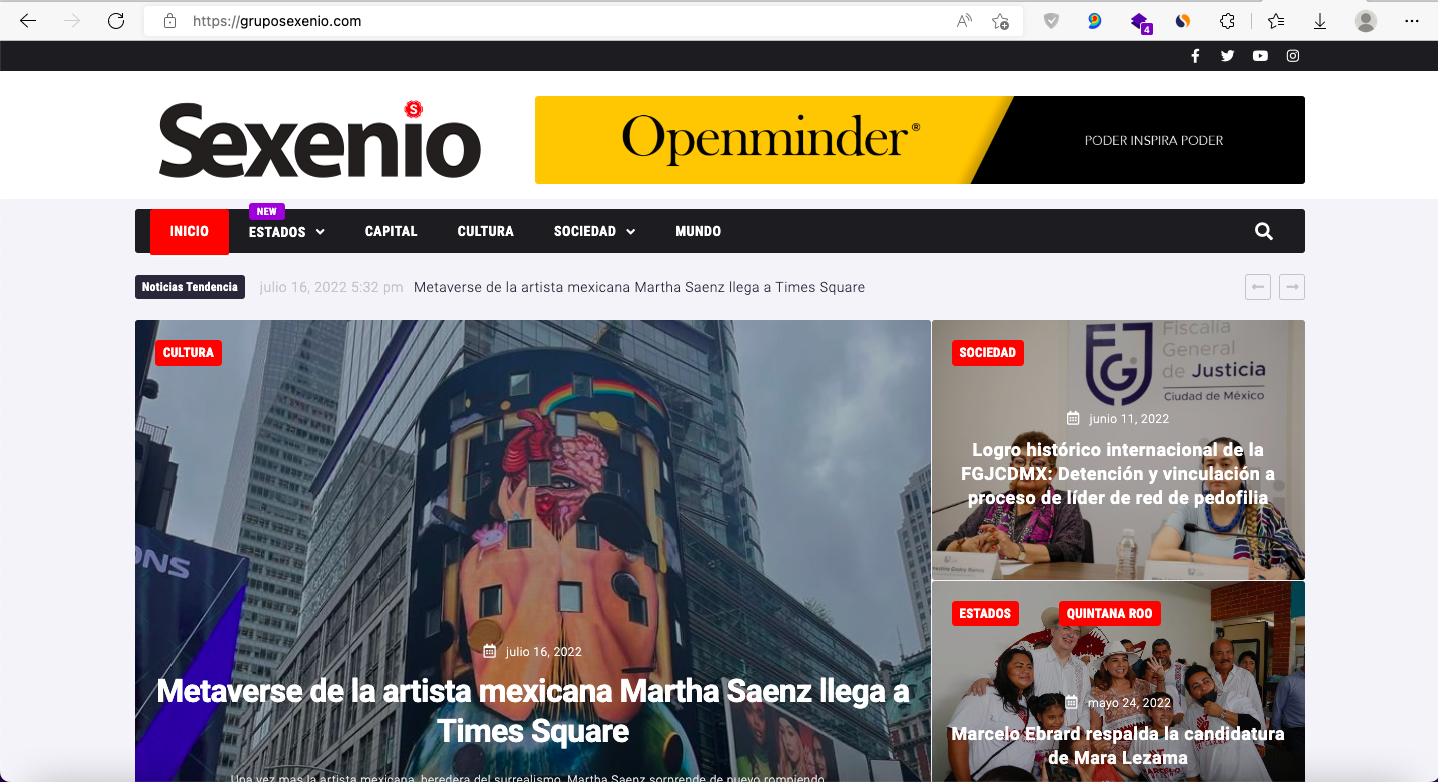 https://gruposexenio.com
4
Sexenio
S
Openminder®
PODER INSPIRA PODER
INICIO
NEW
ESTADOS
CAPITAL
CULTURA
SOCIEDAD
MUNDO
Noticias Tendencia
julio 16, 2022 5:32 pm Metaverse de la artista mexicana Martha Saenz llega a Times Square
CULTURA
ONS
julio 16, 2022
Metaverse de la artista mexicana Martha Saenz llega a
Times Square
Una vez mas la artista mexicana, heredera del surrealismo, Martha Saenz sorprende de nuevo rompiendo
SOCIEDAD
FGJ
Fiscalía
General
de Justicia
Ciudad de México
junio 11, 2022
Logro histórico internacional de la
FGJCDMX: Detención y vinculación a
proceso de líder de red de pedofilia
ESTADOS
QUINTANA ROO
mayo 24, 2022
Marcelo Ebrard respalda la candidatura
de Mara Lezama